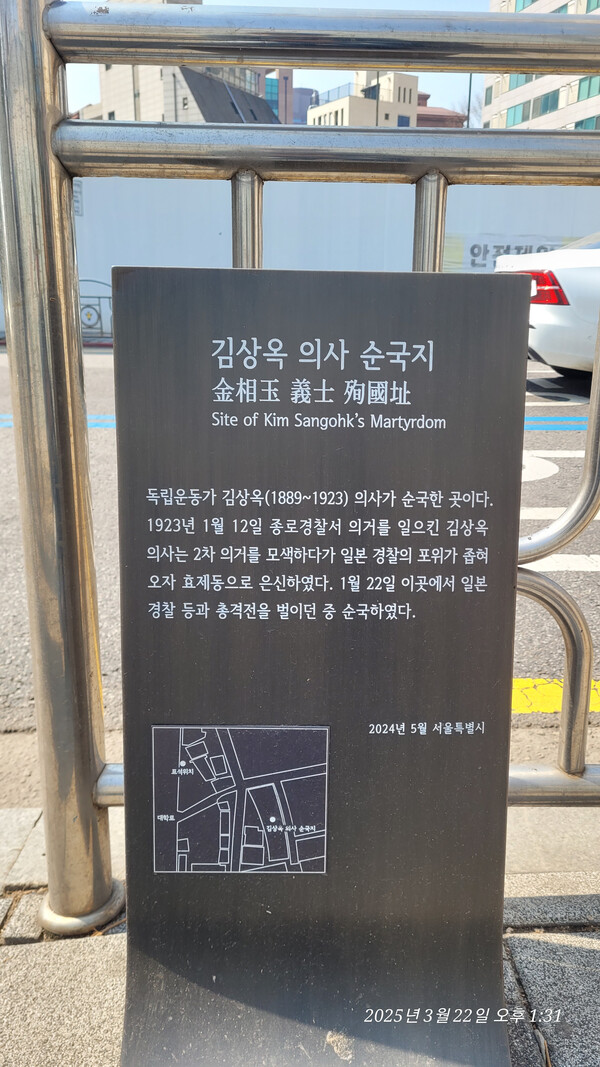 안전제일
김상옥 의사 순국지
金相玉 義士 殉國址
Site of Kim Sangohk's Martyrdom
독립운동가 김상옥(1889~1923) 의사가 순국한 곳이다.
1923년 1월 12일 종로경찰서 의거를 일으킨 김상옥
의사는 2차 의거를 모색하다가 일본 경찰의 포위가 좁혀
오자 효제동으로 은신하였다. 1월 22일 이곳에서 일본
경찰 등과 총격전을 벌이던 중 순국하였다.
2024년 5월 서울특별시
표석위치
대학로
김상옥 의사 순국지
2025년 3월 22일 오후 1:31